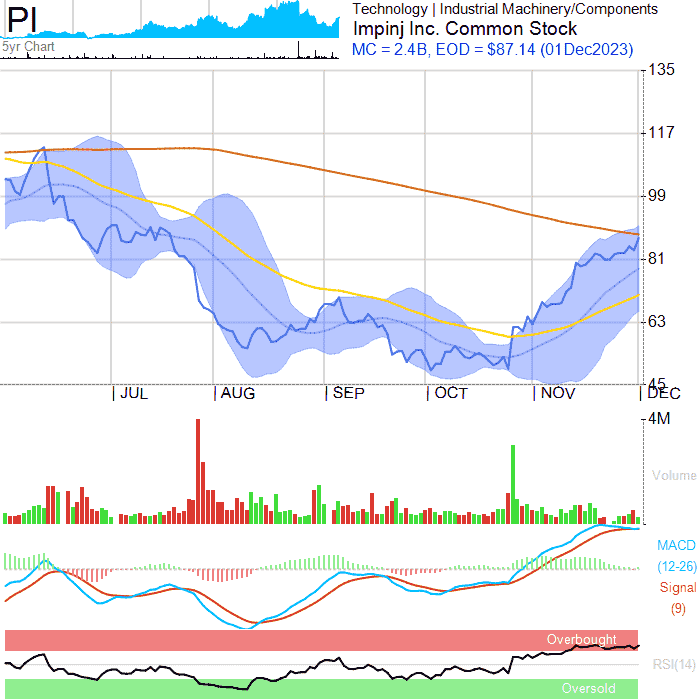 PI
5yr Chart
Technology | Industrial Machinery/Components
Impinj Inc. Common Stock
MC = 2.4B, EOD = $87.14 (01Dec2023)
135
117
99
81
63
45
JUL
AUG
SEP
OCT
NOV
DEC
4M
Volume
MACD
(12-26)
Signal
(9)
Overbought
RSI(14)
Oversold